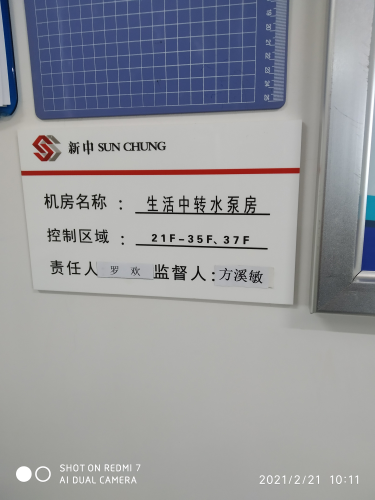 新中 SUN CHUNG
机房名称： 生活中转水泵房
控制区域： 21F-35F、37F
责任人 罗 欢 监督人： 方溪敏
SHOT ON REDMI 7
AI DUAL CAMERA
2021/2/21 10:11